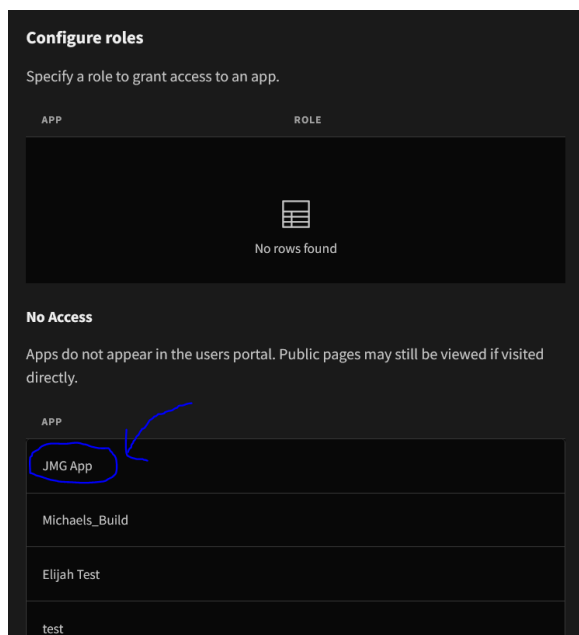 Configure roles
Specify a role to grant access to an app.
APP ROLE
No rows found
No Access
Apps do not appear in the users portal. Public pages may still be viewed if visited
directly.
APP
JMG App
Michaels_Build
Elijah Test
test